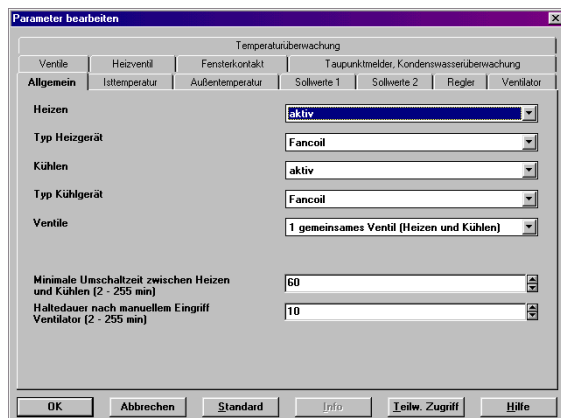 Parameter bearbeiten
Temperaturüberwachung
Ventile Heizventil Fensterkontakt Taupunktmelder, Kondenswasserüberwachung
Allgemein Isttemperatur Außentemperatur Sollwerte 1 Sollwerte 2 Regler Ventilator
Heizen aktiv
Typ Heizgerät Fancoil
Kühlen aktiv
Typ Kühlgerät Fancoil
Ventile 1 gemeinsames Ventil (Heizen und Kühlen)
Minimale Umschaltzeit zwischen Heizen 60
und Kühlen (2 - 255 min)
Haltedauer nach manuellem Eingriff 10
Ventilator (2 - 255 min)
OK Abbrechen Standard Info Teilw. Zugriff Hilfe